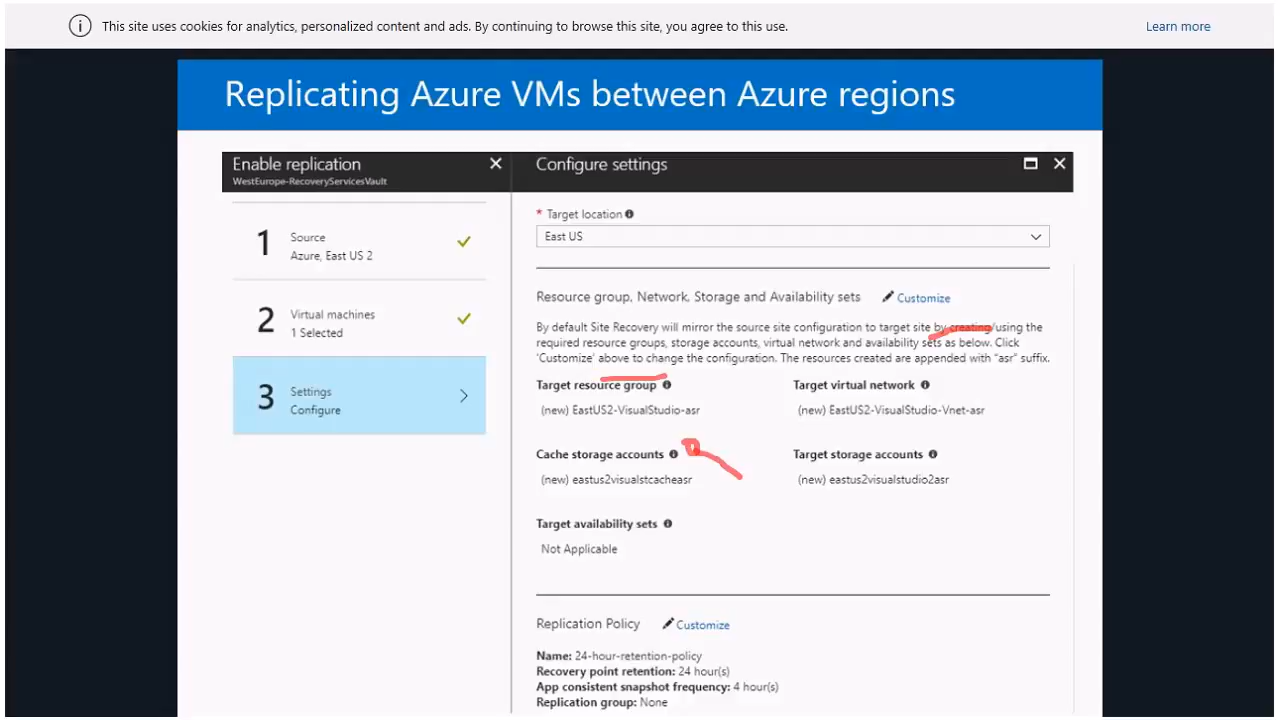 This site uses cookies for analytics, personalized content and ads. By continuing to browse this site, you agree to this use.
Learn more
Replicating Azure VMs between Azure regions
Enable replication
WestEurope-RecoveryServicesVault
Configure settings
1
Source
Azure, East US 2
2
Virtual machines
1 Selected
3
Settings
Configure
* Target location
East US
Resource group, Network, Storage and Availability sets
Customize
By default Site Recovery will mirror the source site configuration to target site by creating/using the
required resource groups, storage accounts, virtual network and availability sets as below. Click
'Customize' above to change the configuration. The resources created are appended with "asr" suffix.
Target resource group
Target virtual network
(new) EastUS2-VisualStudio-asr
(new) EastUS2-VisualStudio-Vnet-asr
Cache storage accounts
Target storage accounts
(new) eastus2visualstcacheasr
(new) eastus2visualstudio2asr
Target availability sets
Not Applicable
Replication Policy
Customize
Name: 24-hour-retention-policy
Recovery point retention: 24 hour(s)
App consistent snapshot frequency: 4 hour(s)
Replication group: None